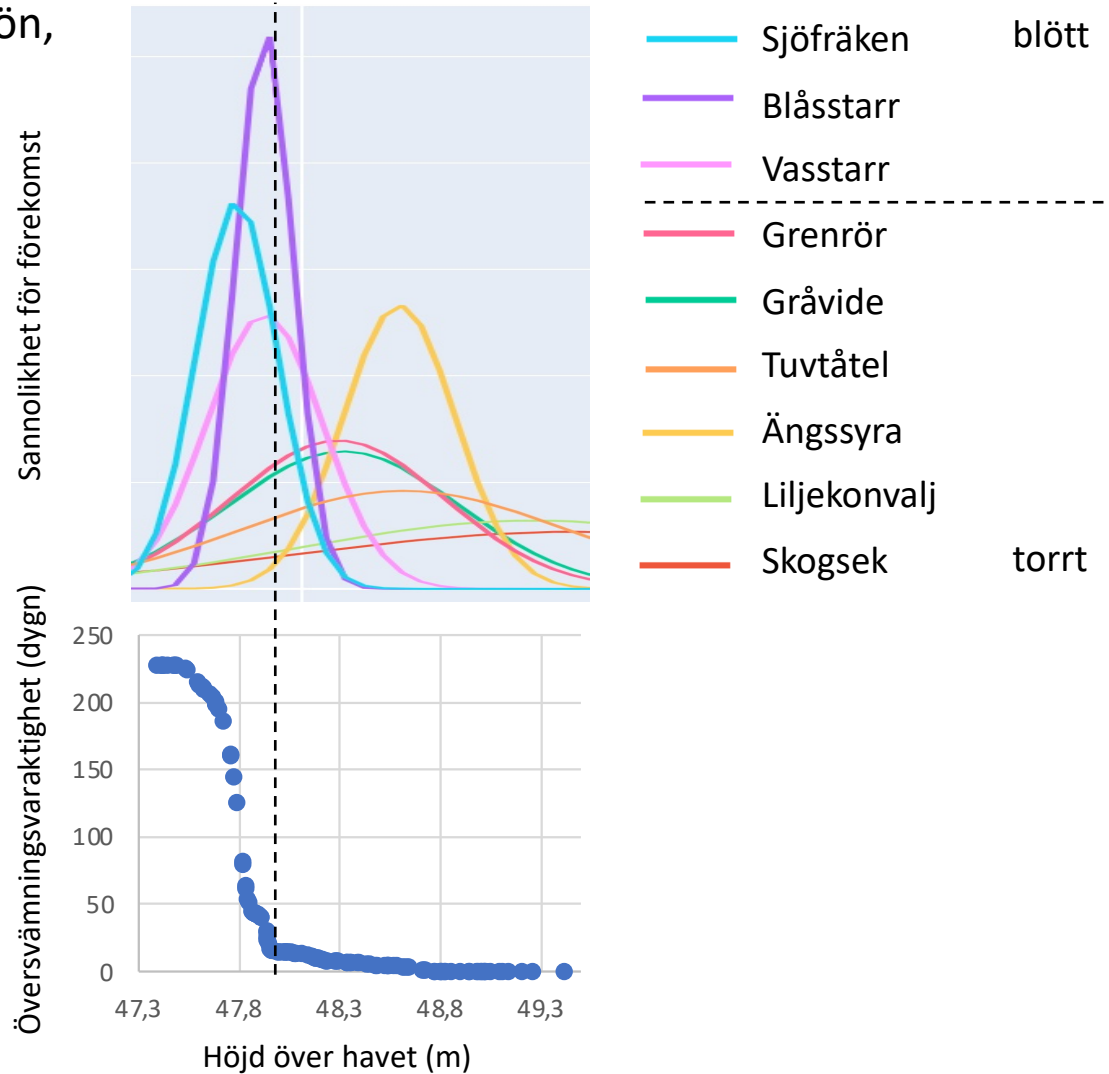 ön,
Sannolikhet för förekomst
Sjöfräken blött
Blåsstarr
Vasstarr
Grenrör
Gråvide
Tuvtåtel
Ängssyra
Liljekonvalj
Skogsek torrt
Översvämningsvaraktighet (dygn)
250
200
150
100
50
0
47,3 47,8 48,3 48,8 49,3
Höjd över havet (m)